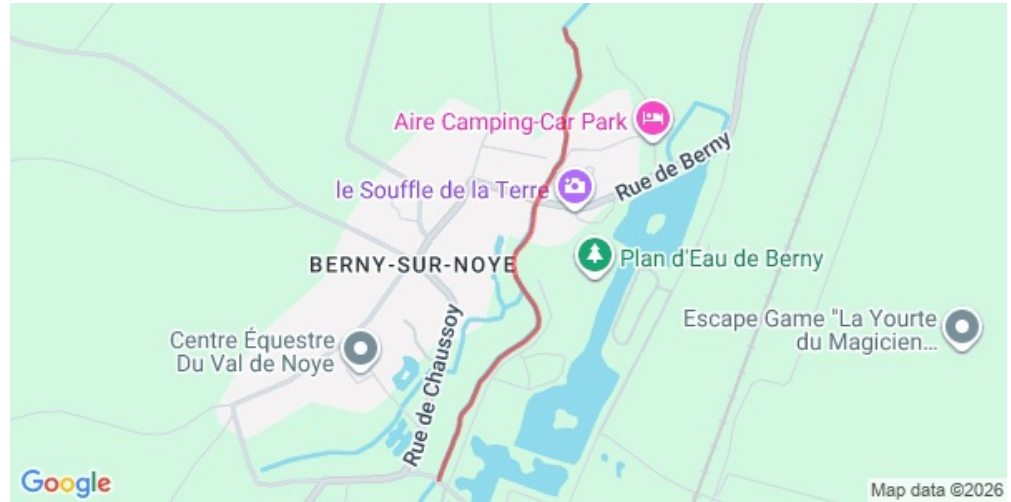 Aire Camping-Car Park
Rue de Berny
le Souffle de la Terre
BERNY-SUR-NOYE
Plan d'Eau de Berny
Escape Game "La Yourte
du Magicien...
Centre Équestre
Du Val de Noye
Rue de Chaussoy
Google
Map data ©2026